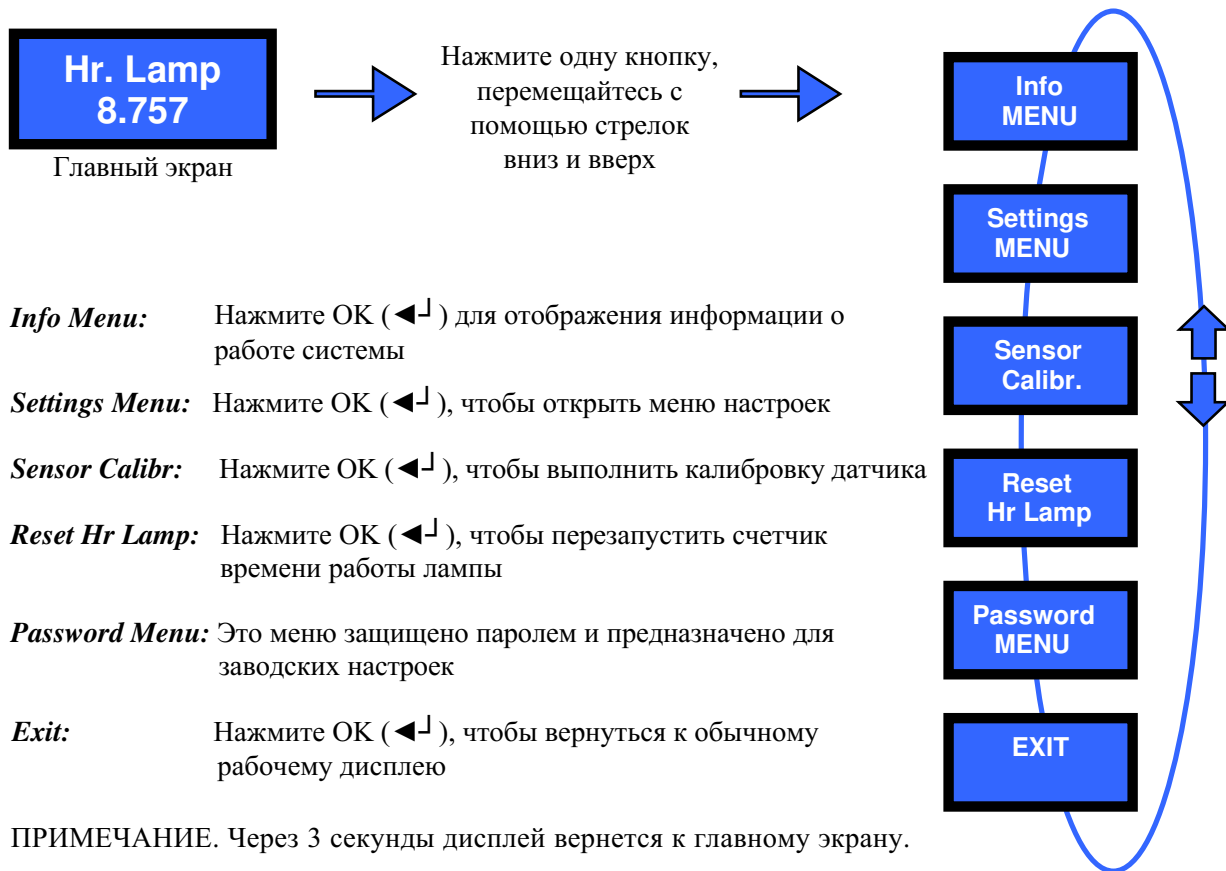 Hr. Lamp
8.757
Главный экран
Нажмите одну кнопку,
перемещайтесь с
помощью стрелок
вниз и вверх
Info
MENU
Settings
MENU
Sensor
Calibr.
Reset
Hr Lamp
Password
MENU
EXIT
Info Menu: Нажмите OK (◄┘) для отображения информации о
работе системы
Settings Menu: Нажмите OK (◄┘), чтобы открыть меню настроек
Sensor Calibr: Нажмите OK (◄┘), чтобы выполнить калибровку датчика
Reset Hr Lamp: Нажмите OK (◄┘), чтобы перезапустить счетчик
времени работы лампы
Password Menu: Это меню защищено паролем и предназначено для
заводских настроек
Exit: Нажмите OK (◄┘), чтобы вернуться к обычному
рабочему дисплею
ПРИМЕЧАНИЕ. Через 3 секунды дисплей вернется к главному экрану.